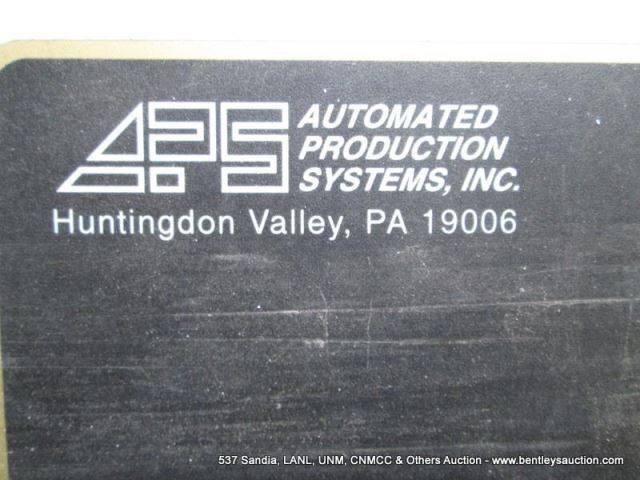 APS
AUTOMATED
PRODUCTION
SYSTEMS, INC.
Huntingdon Valley, PA 19006
537 Sandia, LANL, UNM, CNMCC & Others Auction - www.bentleysauction.com